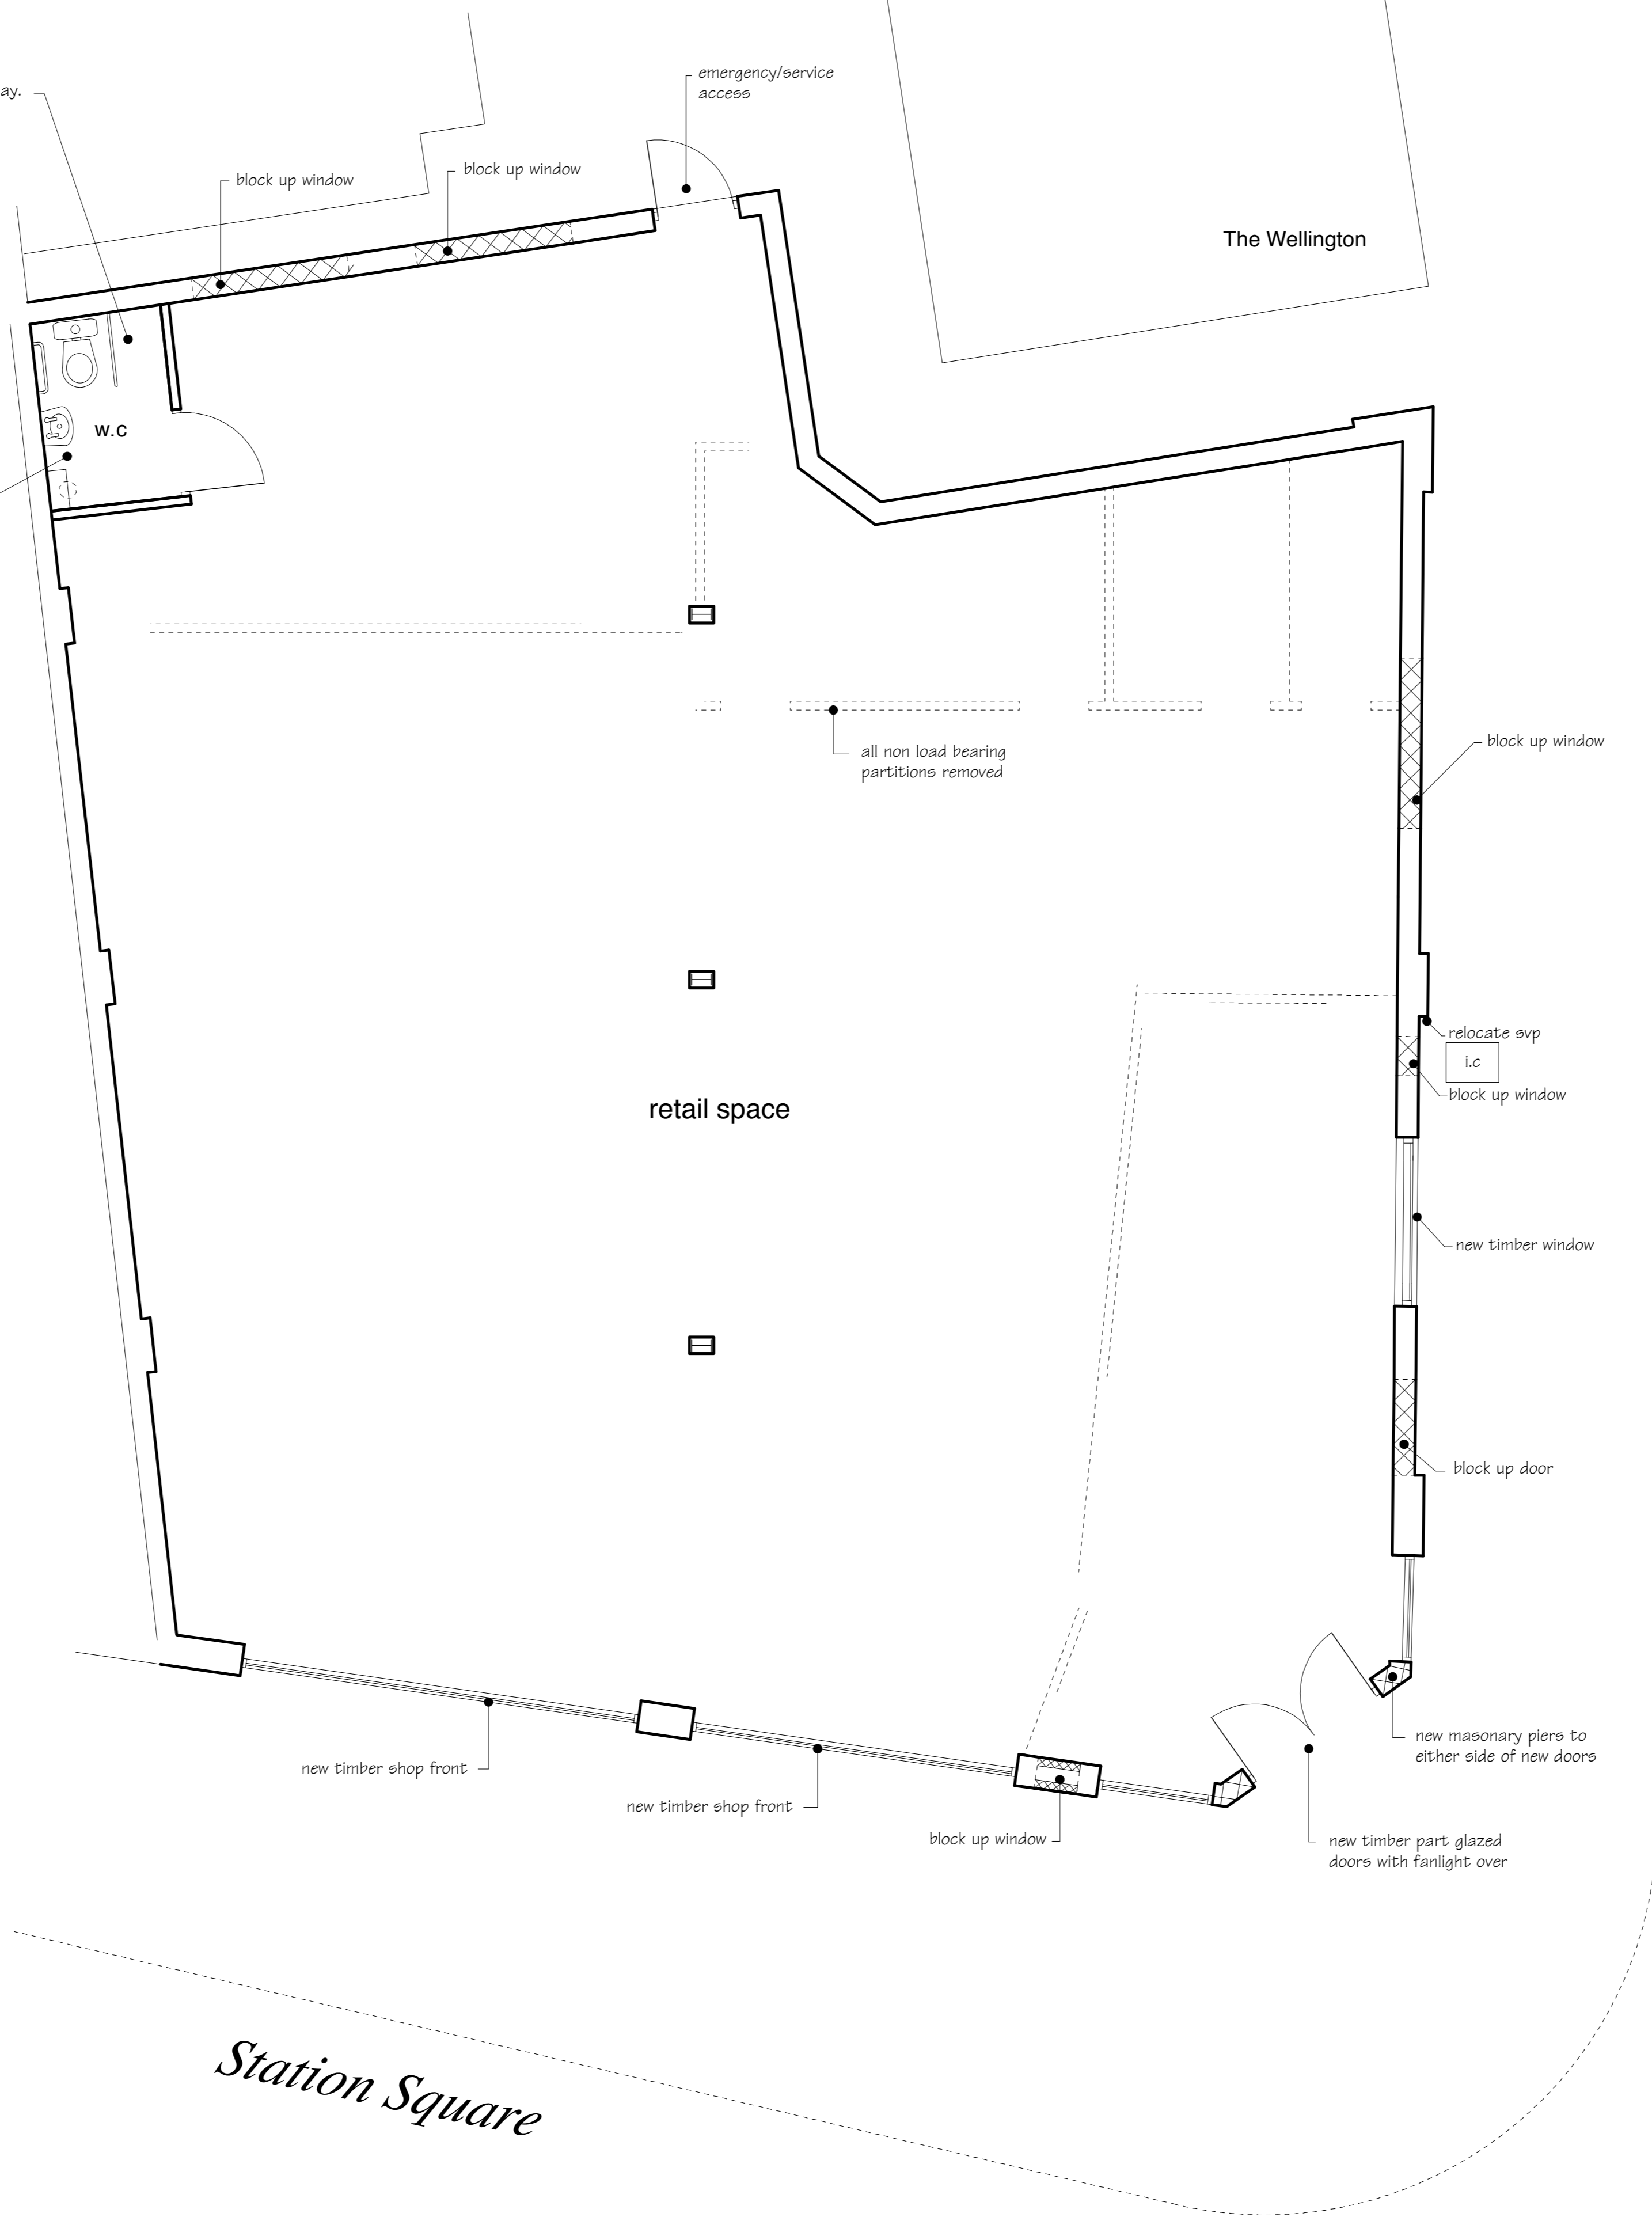 emergency/service
access
ay.
block up window
block up window
The Wellington
w.c
block up window
all non load bearing
partitions removed
relocate svp
i.c
block up window
retail space
new timber window
block up door
new masonary piers to
either side of new doors
new timber shop front
new timber shop front
block up window
new timber part glazed
doors with fanlight over
Station Square